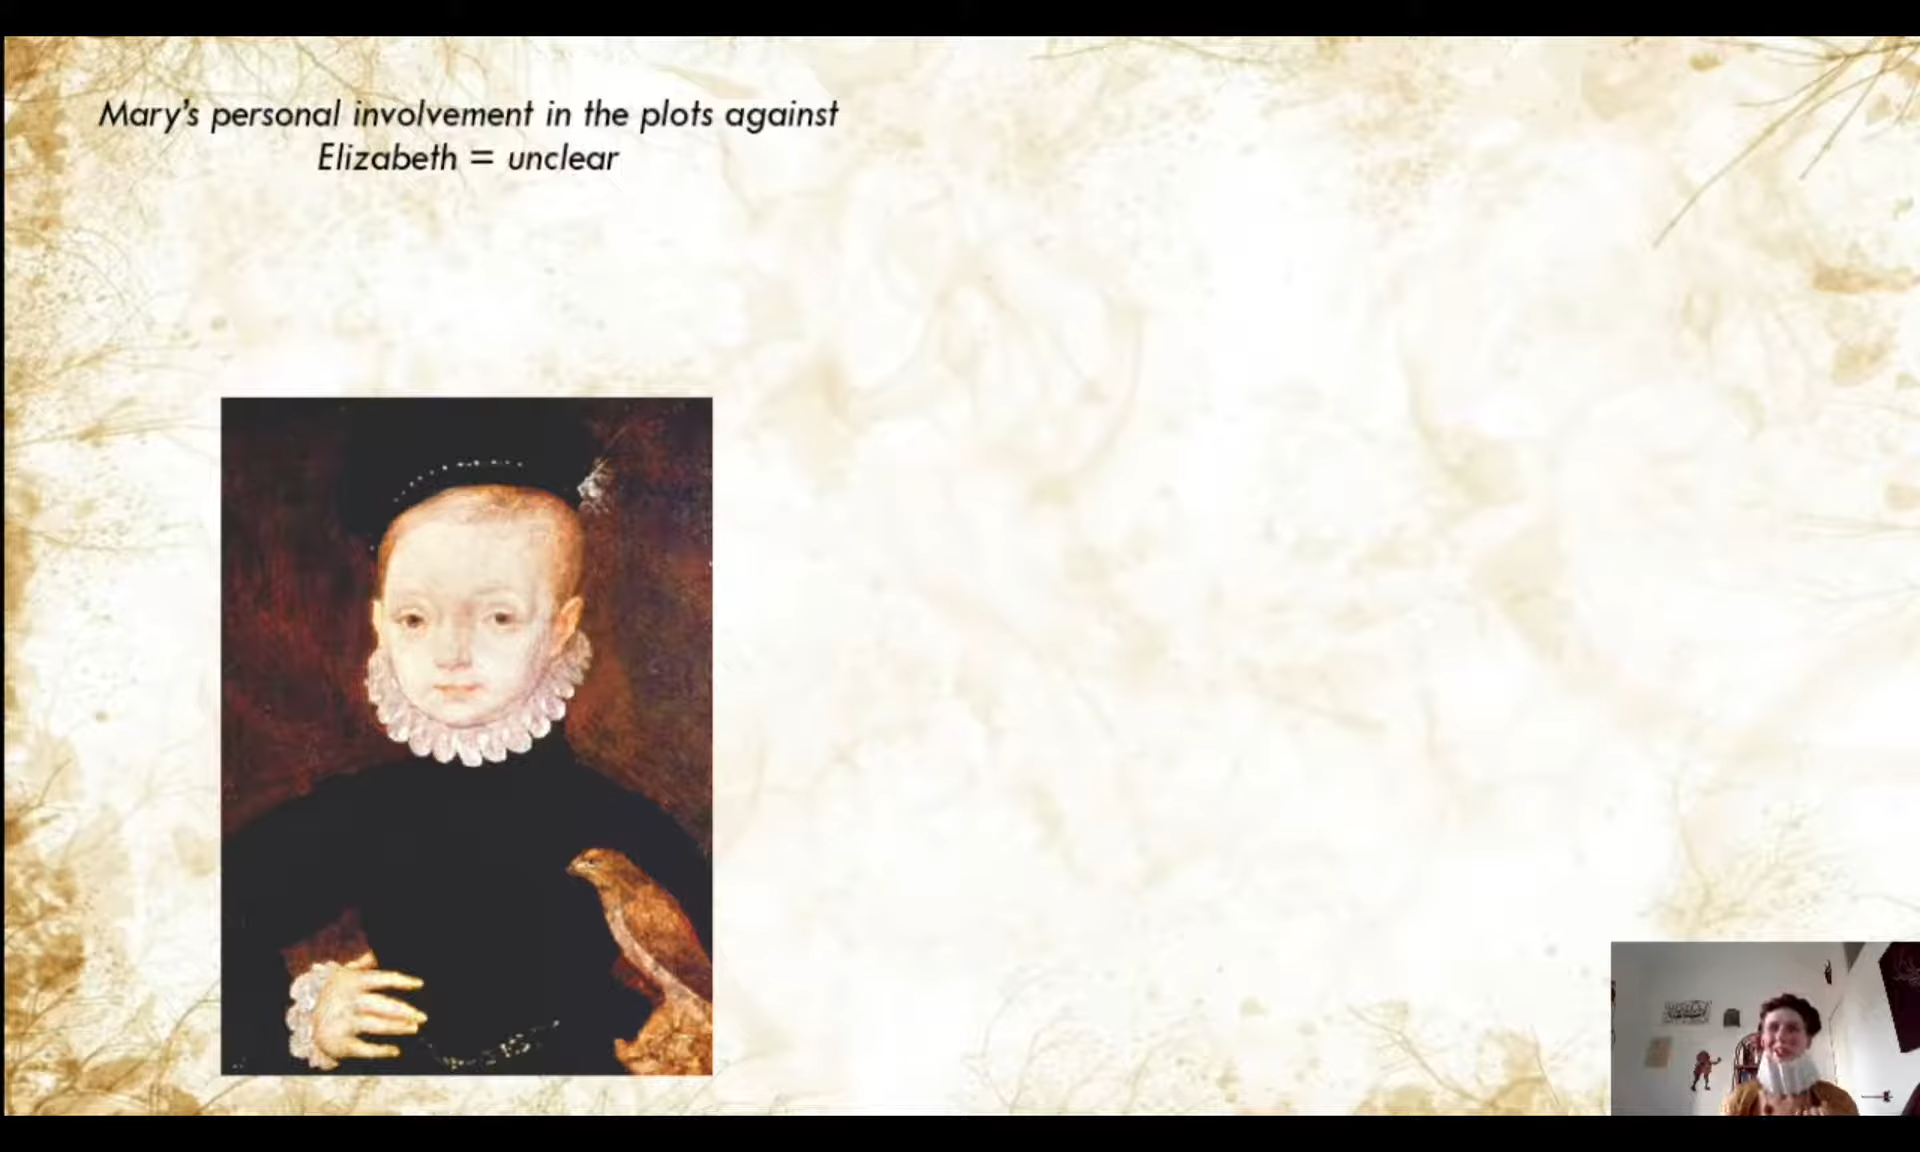 Mary's personal involvement in the plots against
Elizabeth = unclear